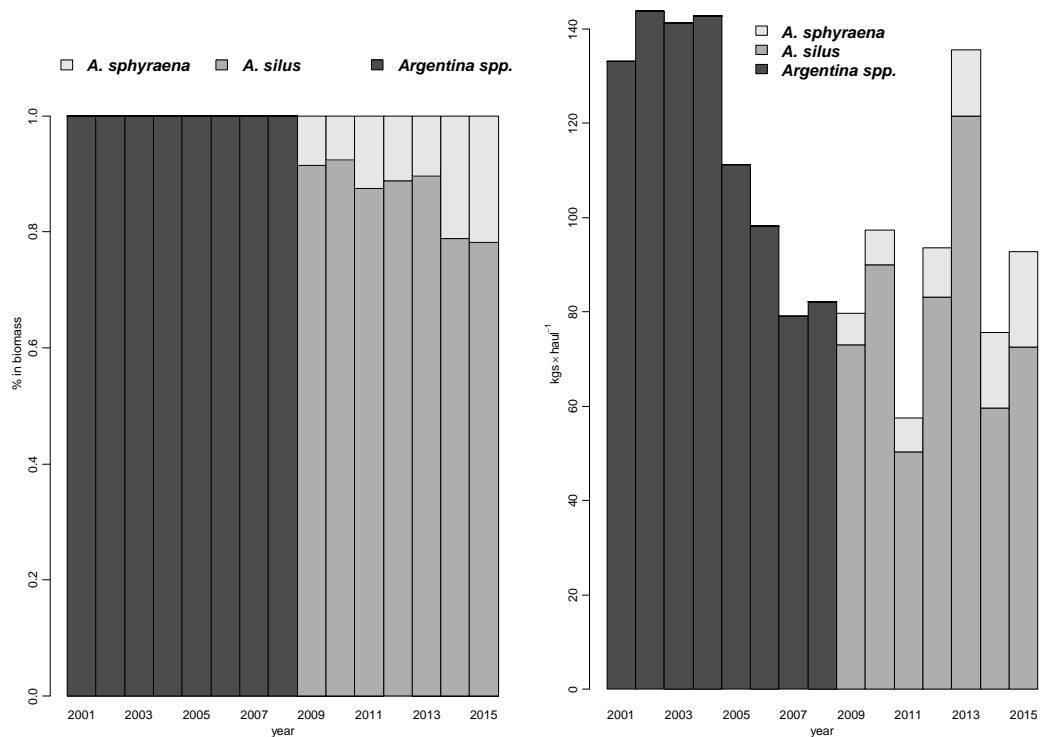 A. sphyraena A. silus Argentina spp.
1.0
0.8
0.6
0.4
0.2
0.0
% in biomass
2001 2003 2005 2007 2009 2011 2013 2015
year
A. sphyraena
A. silus
Argentina spp.
140
120
100
80
60
40
20
0
kgs × haul⁻¹
2001 2003 2005 2007 2009 2011 2013 2015
year